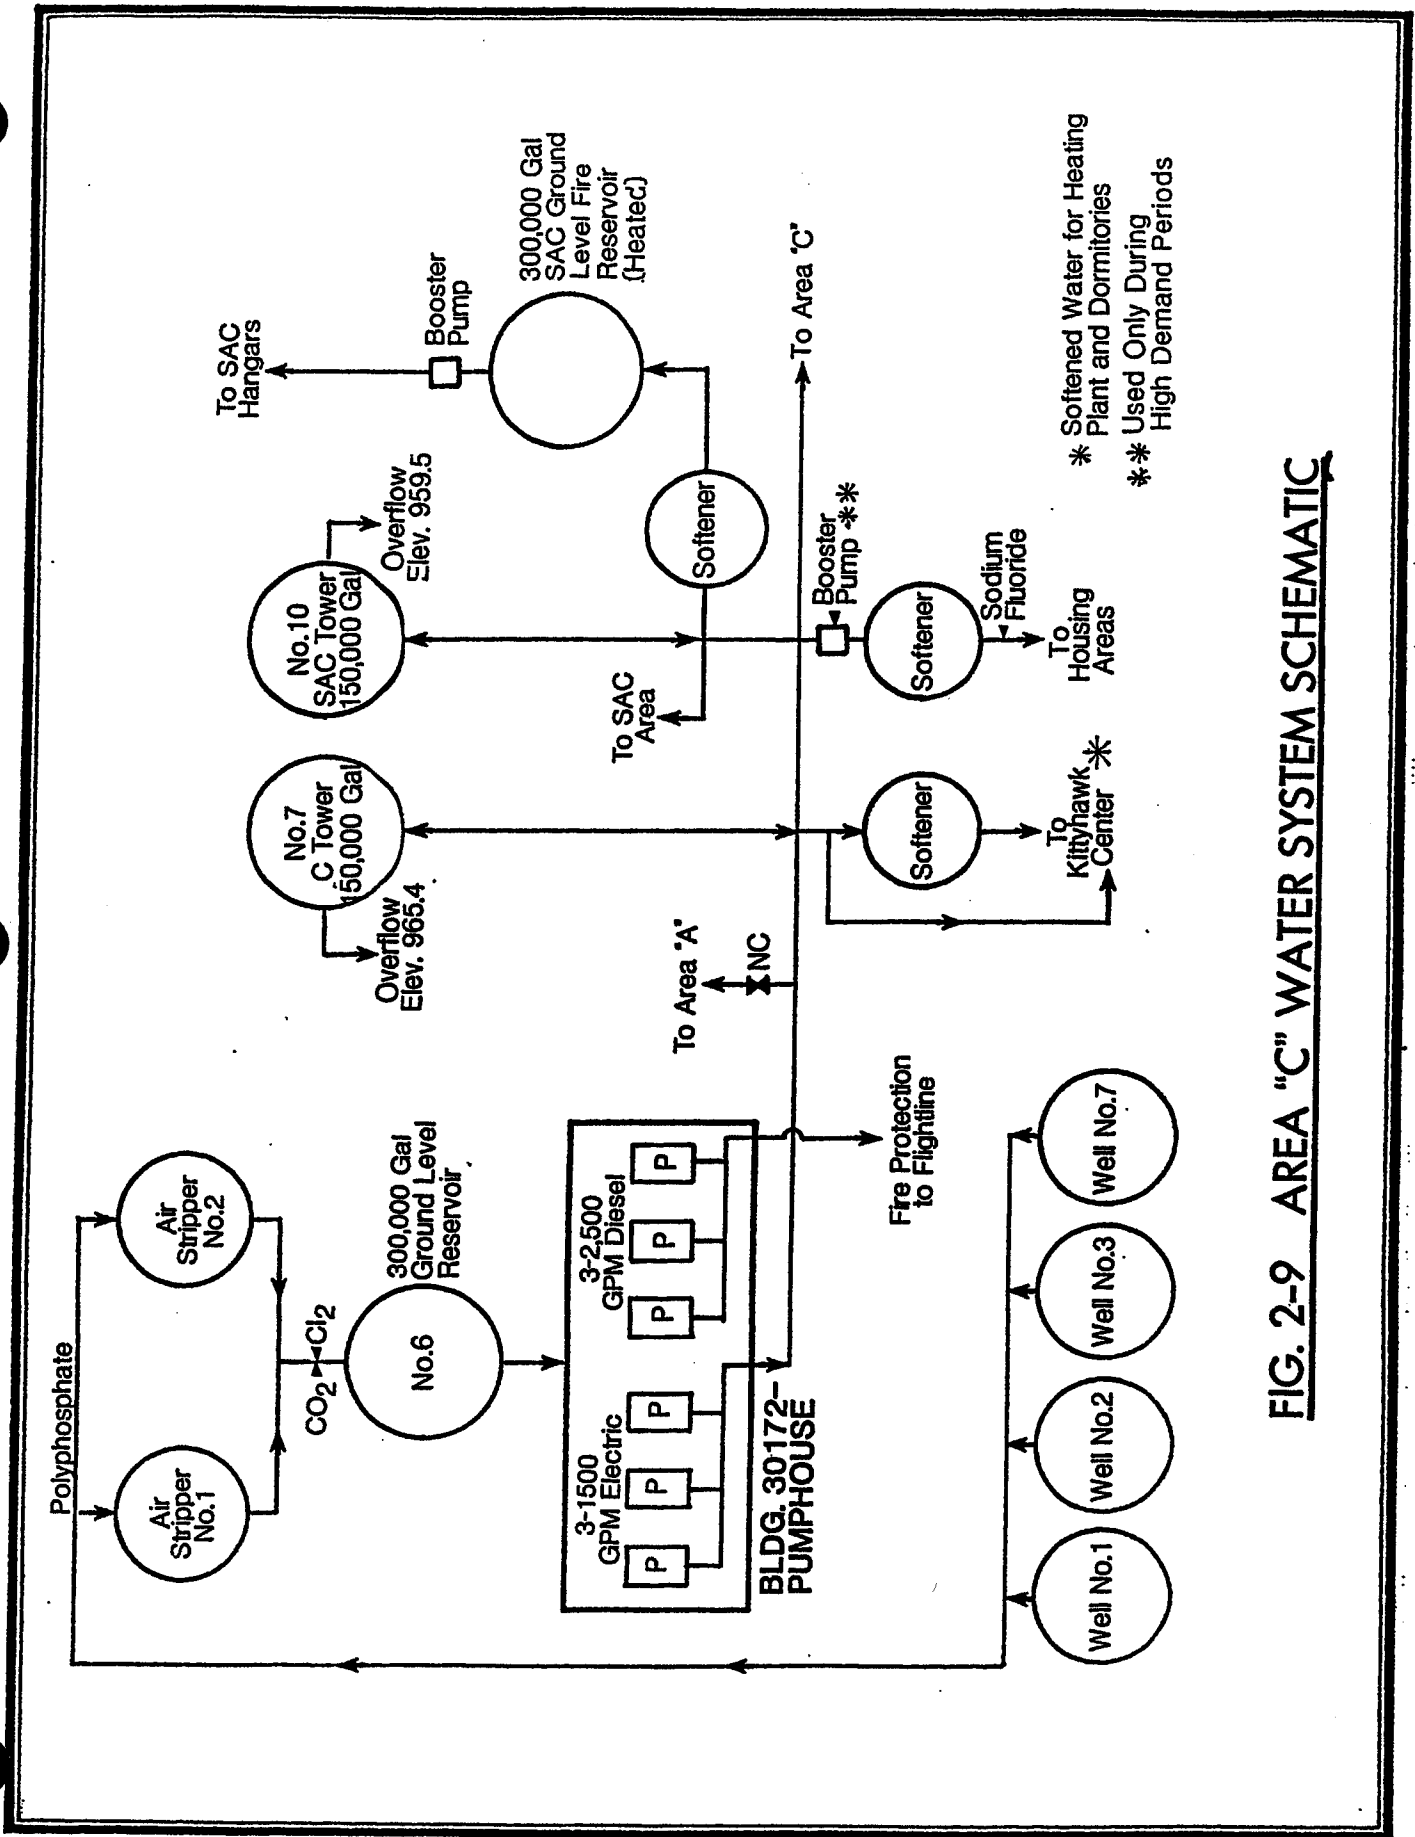 Polyphosphate
Air
Stripper
No.1
Air
Stripper
No.2
CO2
Cl2
No.6
300,000 Gal
Ground Level
Reservoir
3-1500
GPM Electric
P
P
P
3-2,500
GPM Diesel
P
P
P
BLDG. 30172-
PUMPHOUSE
Fire Protection
to Flightline
Well No.1
Well No.2
Well No.3
Well No.7
To Area "A"
NC
No.7
C Tower
150,000 Gal
Overflow
Elev. 965.4
No.10
SAC Tower
150,000 Gal
Overflow
Elev. 959.5
To SAC
Hangars
Booster
Pump
300,000 Gal
SAC Ground
Level Fire
Reservoir
(Heated)
To SAC
Area
Softener
To Area "C"
Booster
Pump **
Softener
To
Kittyhawk
Center *
Softener
Sodium
Fluoride
To
Housing
Areas
* Softened Water for Heating
Plant and Dormitories
** Used Only During
High Demand Periods
FIG. 2-9 AREA "C" WATER SYSTEM SCHEMATIC